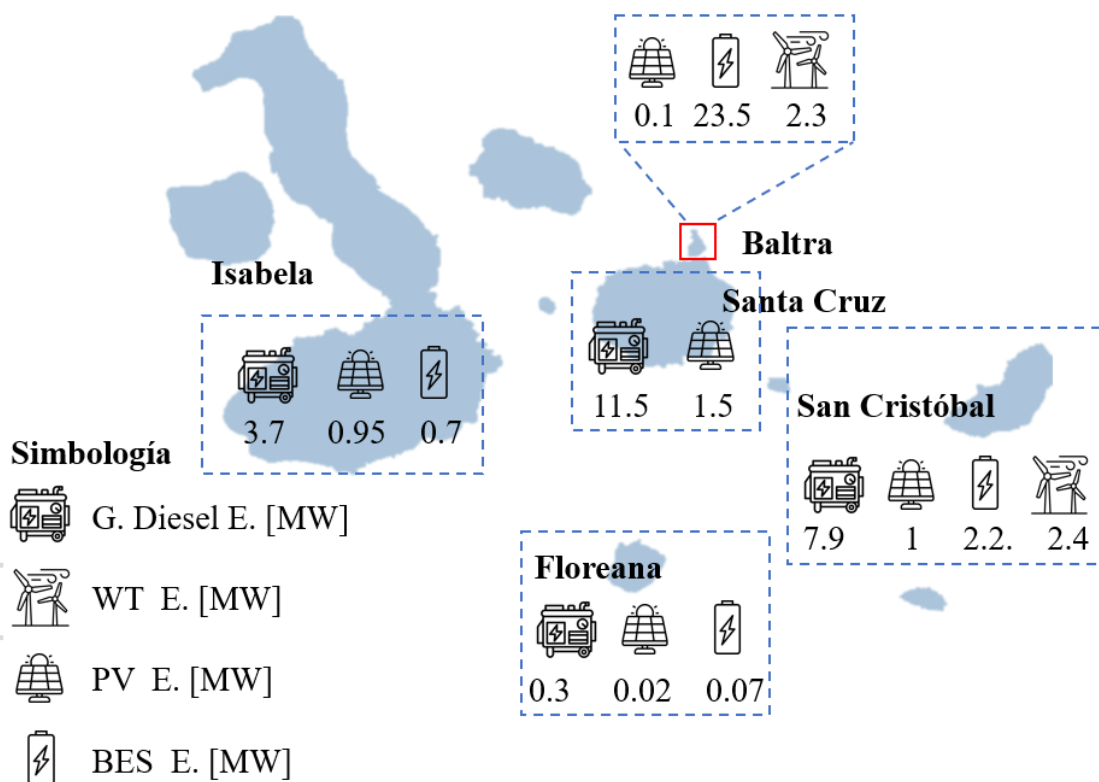 0.1 23.5 2.3
Baltra
Isabela
Santa Cruz
3.7 0.95 0.7
11.5 1.5
San Cristóbal
7.9 1 2.2. 2.4
Simbología
G. Diesel E. [MW]
WT E. [MW]
PV E. [MW]
BES E. [MW]
Floreana
0.3 0.02 0.07